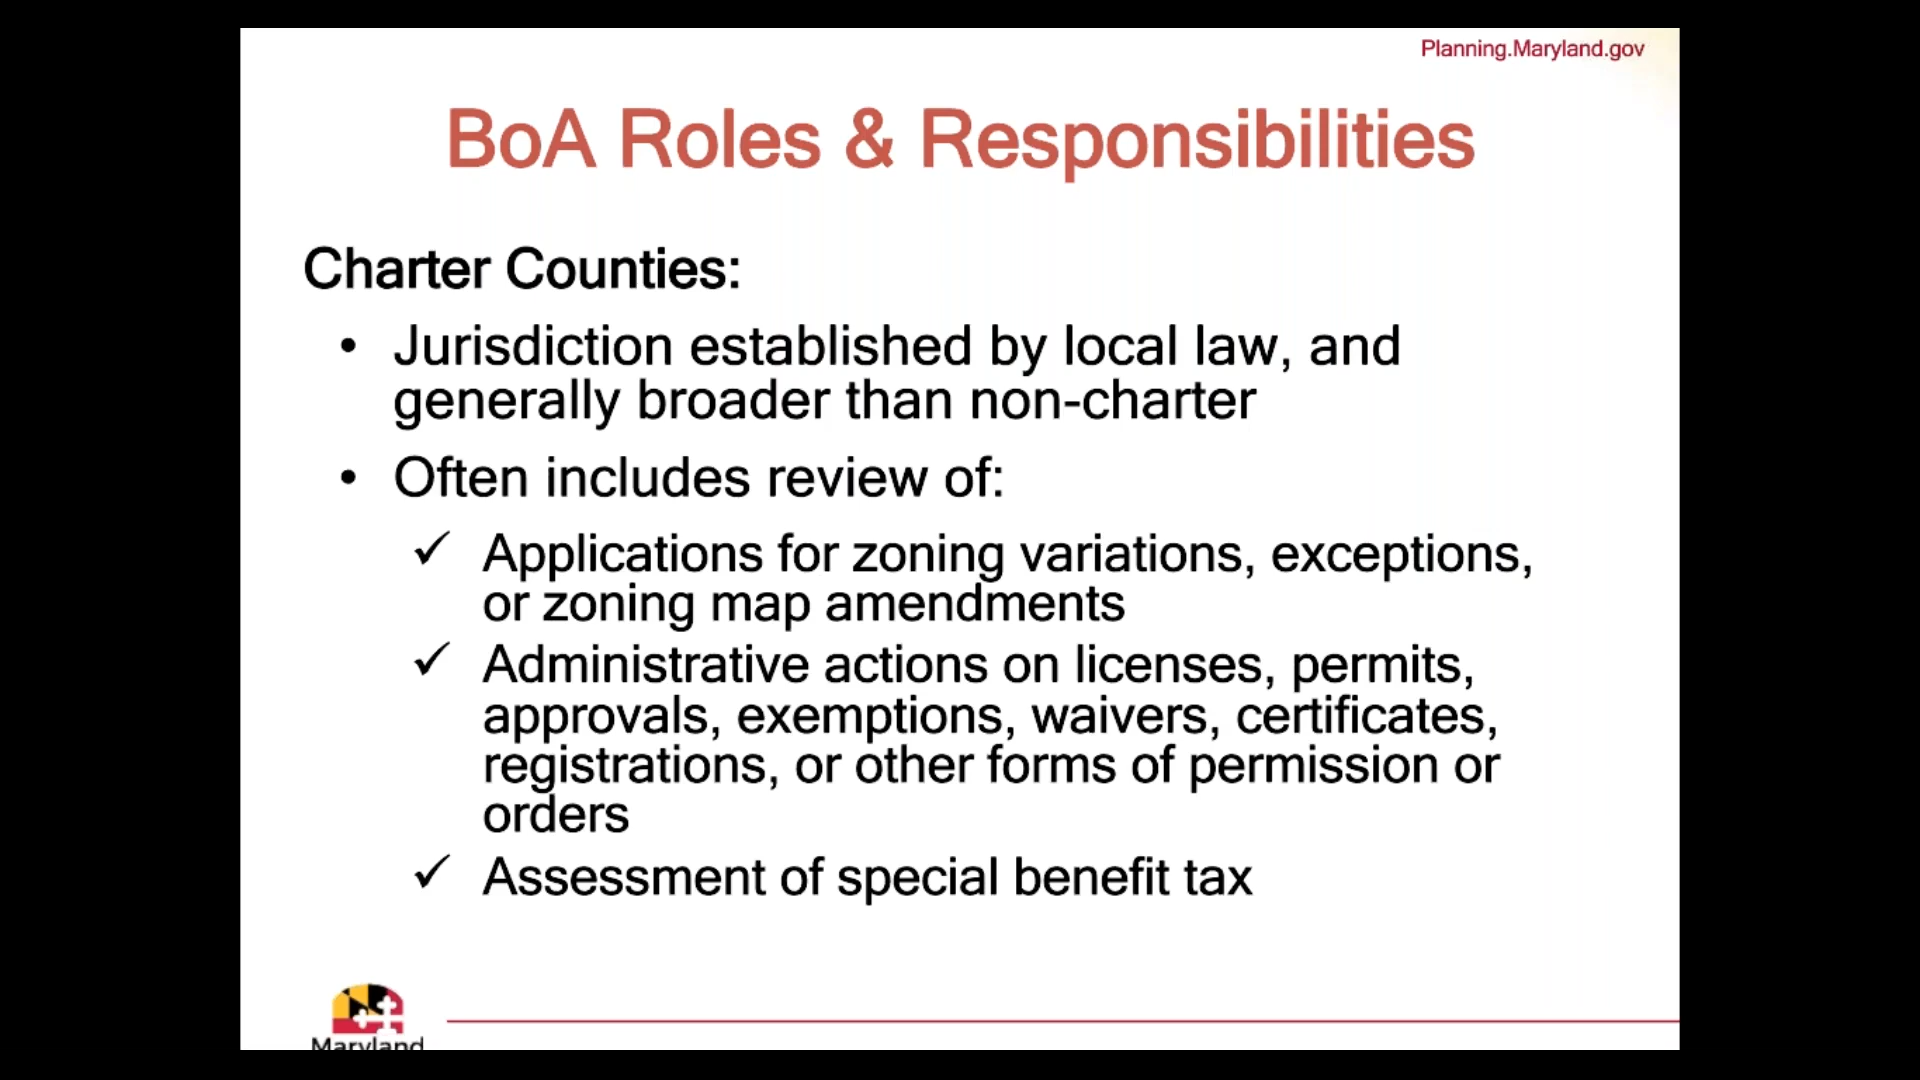 Planning.Maryland.gov
BoA Roles & Responsibilities
Charter Counties:
• Jurisdiction established by local law, and
generally broader than non-charter
• Often includes review of:
✓ Applications for zoning variations, exceptions,
or zoning map amendments
✓ Administrative actions on licenses, permits,
approvals, exemptions, waivers, certificates,
registrations, or other forms of permission or
orders
✓ Assessment of special benefit tax
Maryland